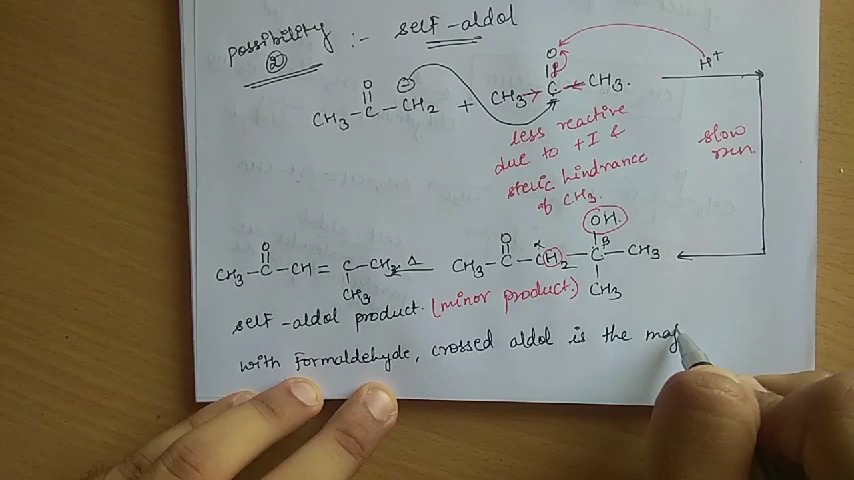 possibility ② :- self-aldol
CH₃-C-CH₂ + CH₃→C←CH₃.
O
⊖
O
H⁺
less reactive
due to +I &
steric hindrance
of CH₃.
slow
rxn.
CH₃-C-CH=C-CH₃
O
CH₃
Δ
CH₃-C-CH₂-C-CH₃
O
α
β
OH.
CH₃
self-aldol product. (minor product.)
with formaldehyde, crossed aldol is the maj